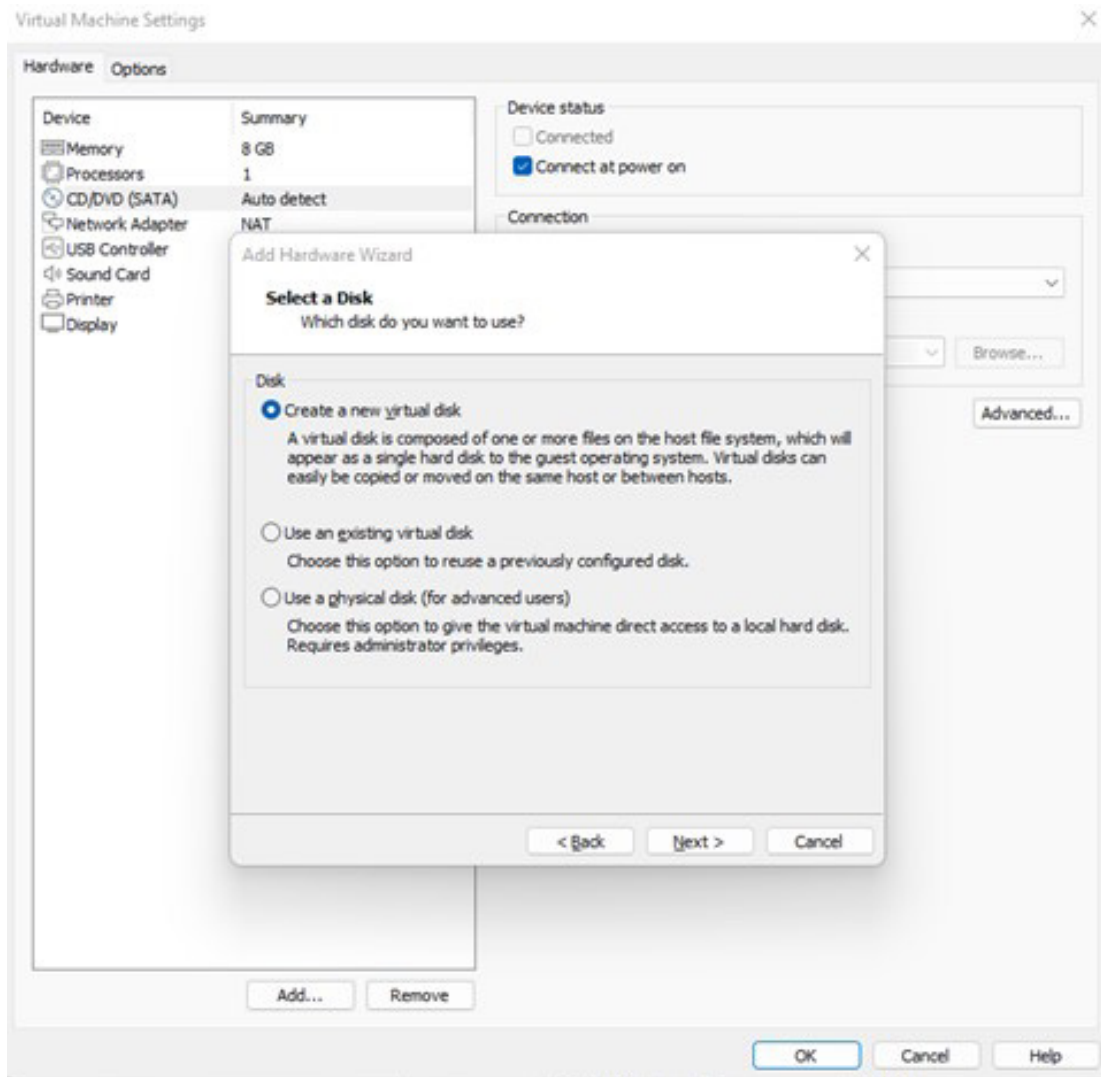 Virtual Machine Settings
Hardware Options
Device Summary
Memory 8 GB
Processors 1
CD/DVD (SATA) Auto detect
Network Adapter NAT
USB Controller
Sound Card
Printer
Display
Device status
Connected
Connect at power on
Connection
Browse...
Advanced...
Add Hardware Wizard
Select a Disk
Which disk do you want to use?
Disk
Create a new virtual disk
A virtual disk is composed of one or more files on the host file system, which will
appear as a single hard disk to the guest operating system. Virtual disks can
easily be copied or moved on the same host or between hosts.
Use an existing virtual disk
Choose this option to reuse a previously configured disk.
Use a physical disk (for advanced users)
Choose this option to give the virtual machine direct access to a local hard disk.
Requires administrator privileges.
< Back Next > Cancel
Add... Remove
OK Cancel Help